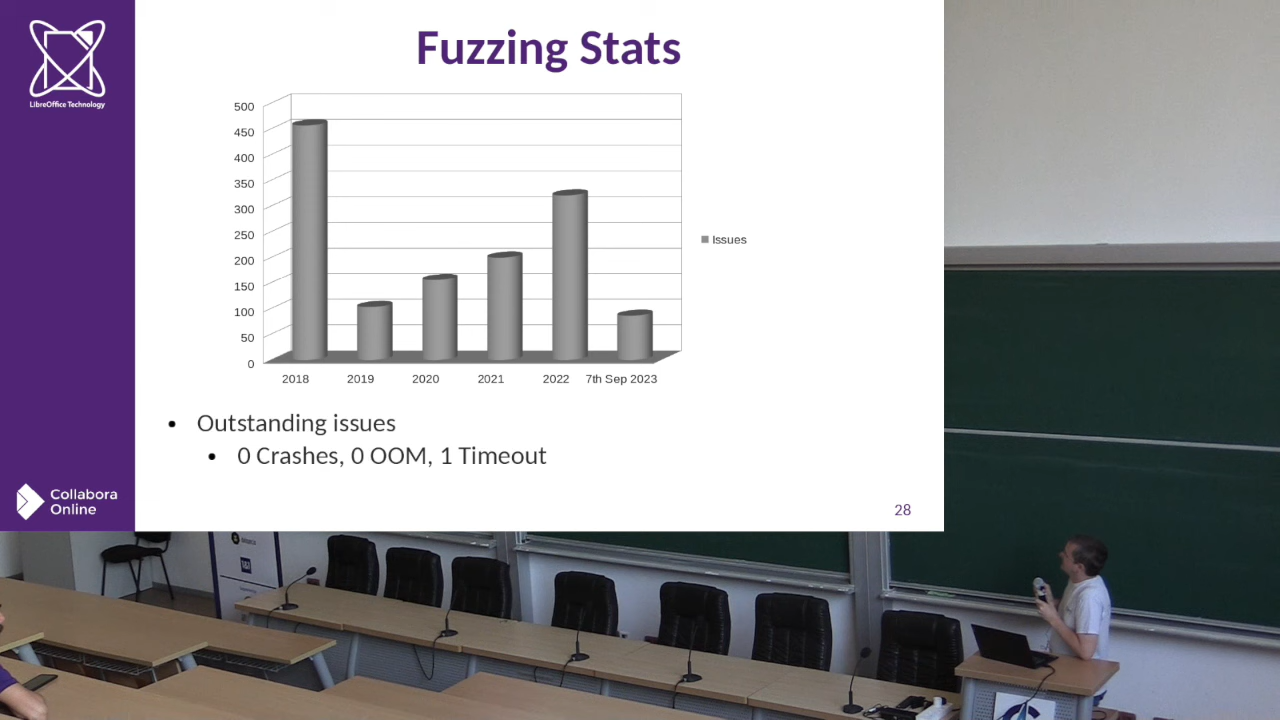 LibreOffice Technology
Fuzzing Stats
500
450
400
350
300
250
200
150
100
50
0
2018 2019 2020 2021 2022 7th Sep 2023
Issues
• Outstanding issues
• 0 Crashes, 0 OOM, 1 Timeout
Collabora
Online
28